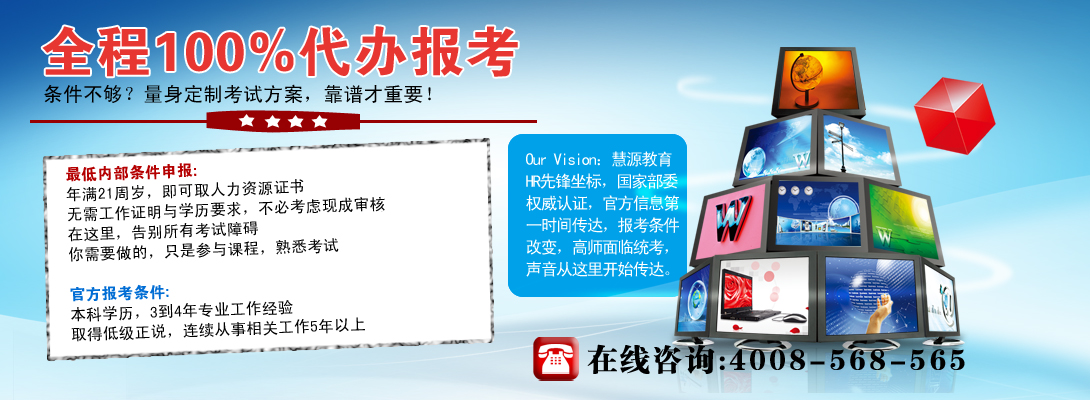 全程100%代办报考
条件不够？量身定制考试方案，靠谱才重要！
最低内部条件申报:
年满21周岁，即可取人力资源证书
无需工作证明与学历要求，不必考虑现成审核
在这里，告别所有考试障碍
你需要做的，只是参与课程，熟悉考试
官方报考条件:
本科学历，3到4年专业工作经验
取得低级正说，连续从事相关工作5年以上
Our Vision: 慧源教育
HR先锋坐标，国家部委
权威认证，官方信息第
一时间传达，报考条件
改变，高师面临统考，
声音从这里开始传达。
W
W
W
W
在线咨询:4008-568-565